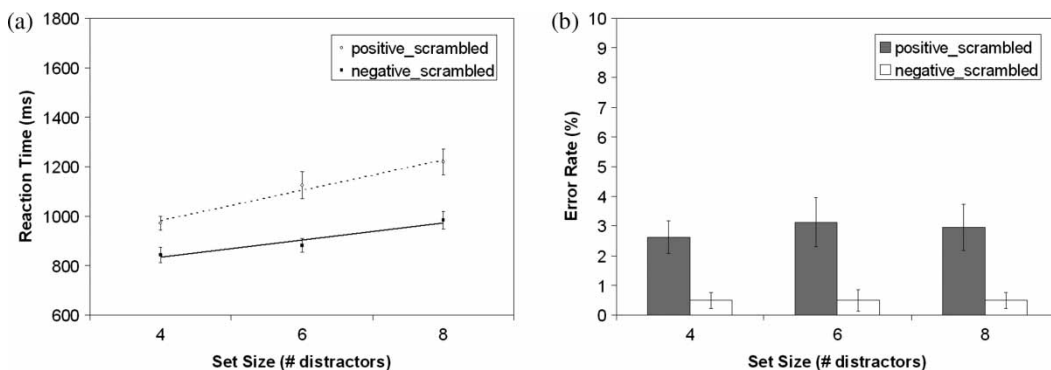 (a)
1800
1600
1400
1200
1000
800
600
Reaction Time (ms)
positive_scrambled
negative_scrambled
4 6 8
Set Size (# distractors)
(b)
10
9
8
7
6
5
4
3
2
1
0
Error Rate (%)
positive_scrambled
negative_scrambled
4 6 8
Set Size (# distractors)